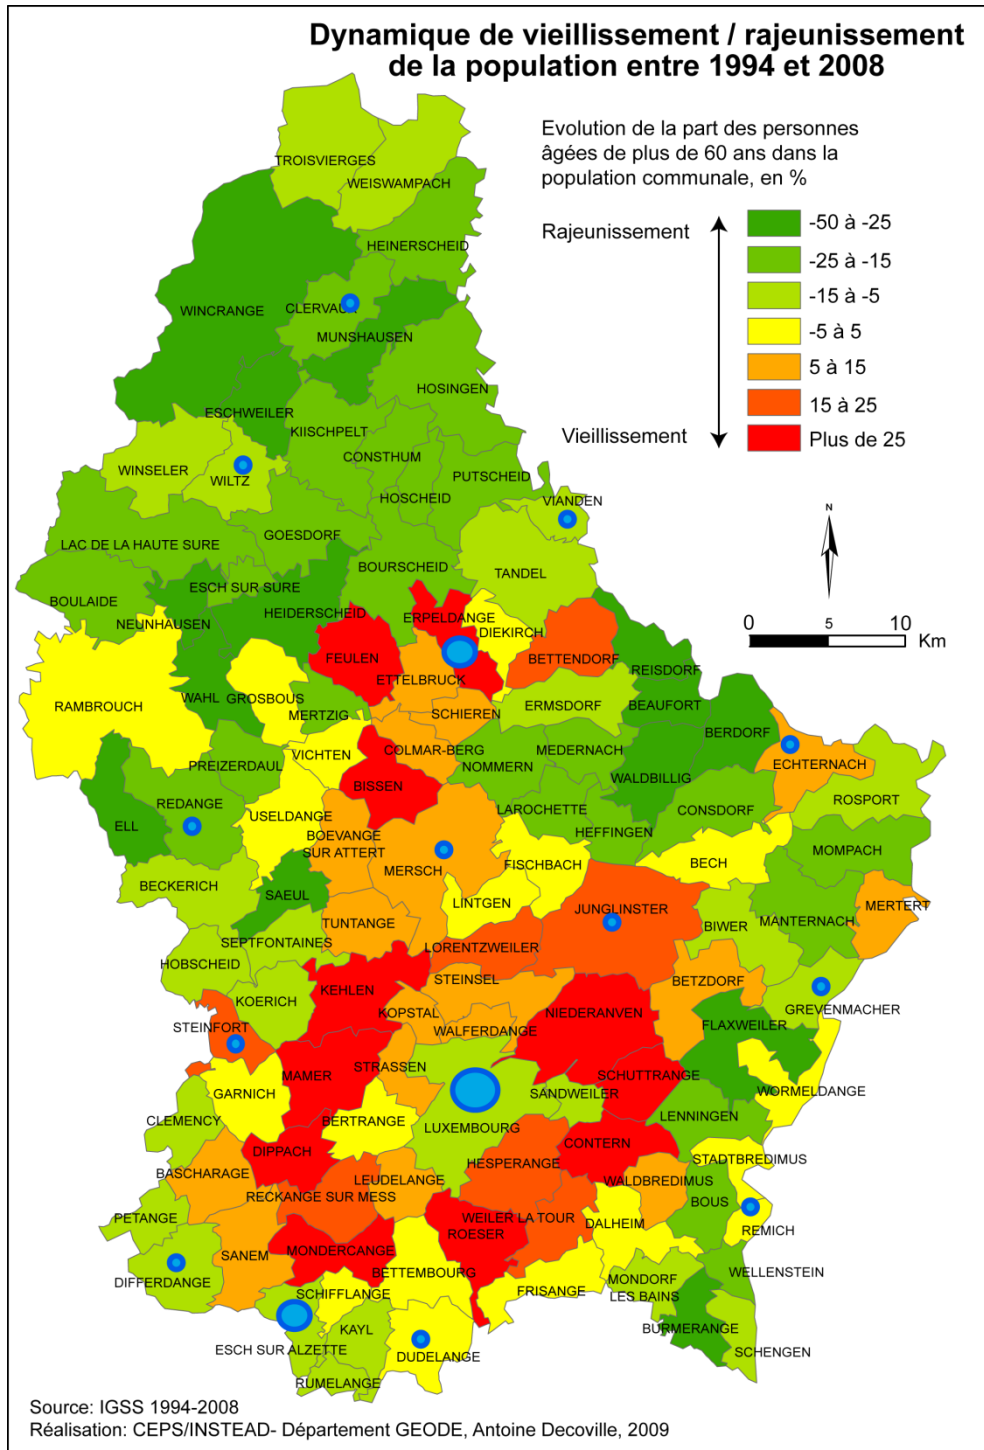 Dynamique de vieillissement / rajeunissement
de la population entre 1994 et 2008
Evolution de la part des personnes
âgées de plus de 60 ans dans la
population communale, en %
Rajeunissement
Vieillissement
-50 à -25
-25 à -15
-15 à -5
-5 à 5
5 à 15
15 à 25
Plus de 25
N
0 5 10
Km
TROISVIERGES
WEISWAMPACH
HEINERSCHEID
WINCRANGE
CLERVAUX
MUNSHAUSEN
HOSINGEN
ESCHWEILER
KIISCHPELT
CONSTHUM
WINSELER
WILTZ
PUTSCHEID
HOSCHEID
VIANDEN
GOESDORF
LAC DE LA HAUTE SURE
BOURSCHEID
TANDEL
ESCH SUR SURE
BOULAIDE
HEIDERSCHEID
NEUNHAUSEN
ERPELDANGE
DIEKIRCH
FEULEN
BETTENDORF
REISDORF
ETTELBRUCK
WAHL
GROSBOUS
RAMBROUCH
MERTZIG
SCHIEREN
ERMSDORF
BEAUFORT
BERDORF
VICHTEN
COLMAR-BERG
MEDERNACH
PREIZERDAUL
NOMMERN
ECHTERNACH
BISSEN
WALDBILLIG
REDANGE
ROSPORT
LAROCHETTE
CONSDORF
USELDANGE
ELL
BOEVANGE
SUR ATTERT
HEFFINGEN
MOMPACH
MERSCH
FISCHBACH
BECH
BECKERICH
SAEUL
LINTGEN
JUNGLINSTER
MERTERT
TUNTANGE
BIWER
MANTERNACH
SEPTFONTAINES
LORENTZWEILER
HOBSCHEID
STEINSEL
BETZDORF
KEHLEN
KOERICH
GREVENMACHER
KOPSTAL
NIEDERANVEN
STEINFORT
WALFERDANGE
FLAXWEILER
STRASSEN
MAMER
SCHUTTRANGE
GARNICH
SANDWEILER
WORMELDANGE
CLEMENCY
BERTRANGE
LUXEMBOURG
LENNINGEN
DIPPACH
CONTERN
STADTBREDIMUS
HESPERANGE
BASCHARAGE
LEUDELANGE
WALDBREDIMUS
RECKANGE SUR MESS
BOUS
PETANGE
WEILER LA TOUR
DALHEIM
REMICH
ROESER
SANEM
MONDERCANGE
BETTEMBOURG
WELLENSTEIN
DIFFERDANGE
MONDORF
LES BAINS
FRISANGE
SCHIFFLANGE
KAYL
BURMERANGE
ESCH SUR ALZETTE
SCHENGEN
DUDELANGE
RUMELANGE
Source: IGSS 1994-2008
Réalisation: CEPS/INSTEAD- Département GEODE, Antoine Decoville, 2009